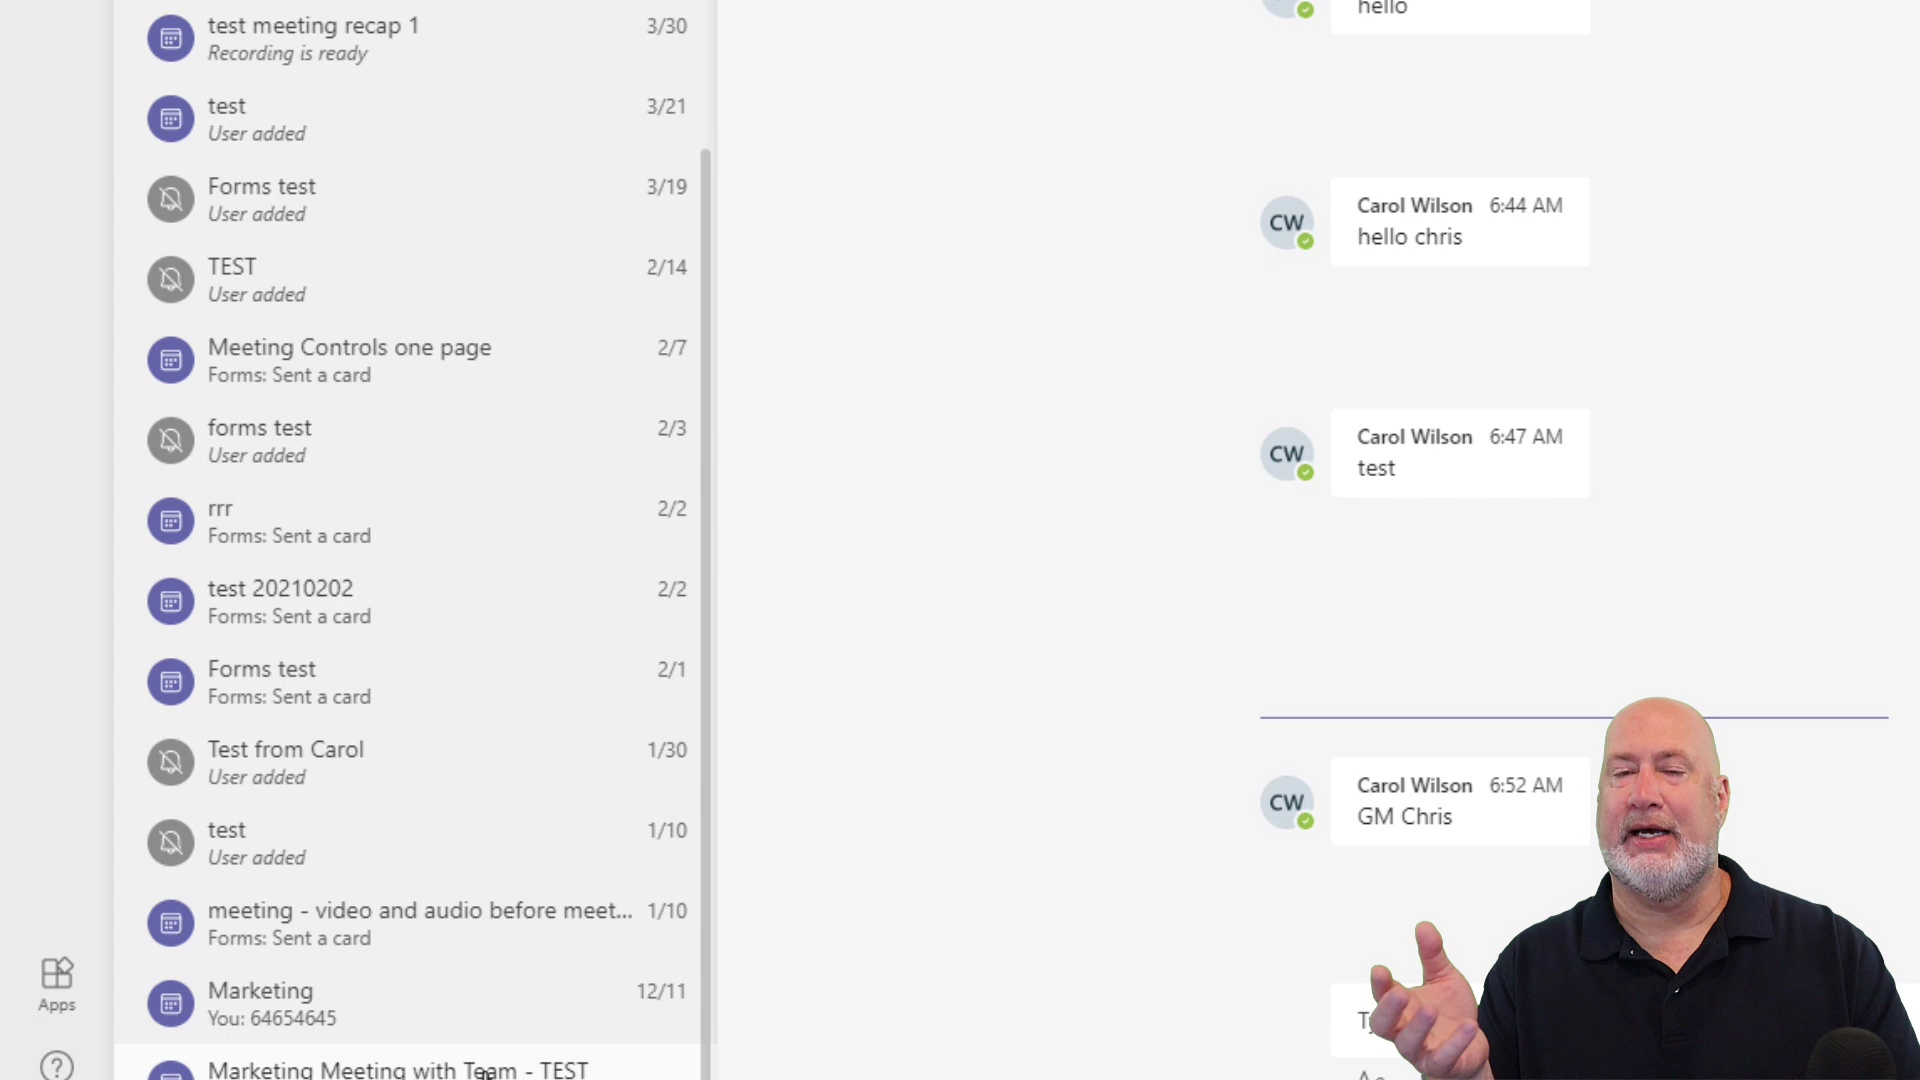 test meeting recap 1 3/30
Recording is ready
test 3/21
User added
Forms test 3/19
User added
TEST 2/14
User added
Meeting Controls one page 2/7
Forms: Sent a card
forms test 2/3
User added
rrr 2/2
Forms: Sent a card
test 20210202 2/2
Forms: Sent a card
Forms test 2/1
Forms: Sent a card
Test from Carol 1/30
User added
test 1/10
User added
meeting - video and audio before meet... 1/10
Forms: Sent a card
Marketing 12/11
You: 64654645
Marketing Meeting with Team - TEST
Apps
hello
CW
Carol Wilson 6:44 AM
hello chris
CW
Carol Wilson 6:47 AM
test
CW
Carol Wilson 6:52 AM
GM Chris